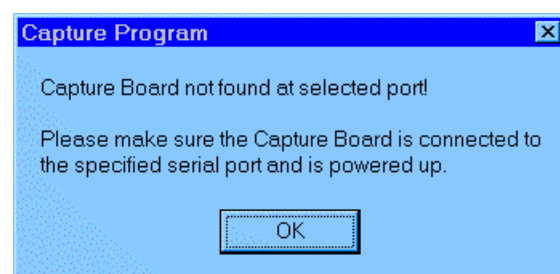 Capture Program
Capture Board not found at selected port!
Please make sure the Capture Board is connected to
the specified serial port and is powered up.
OK